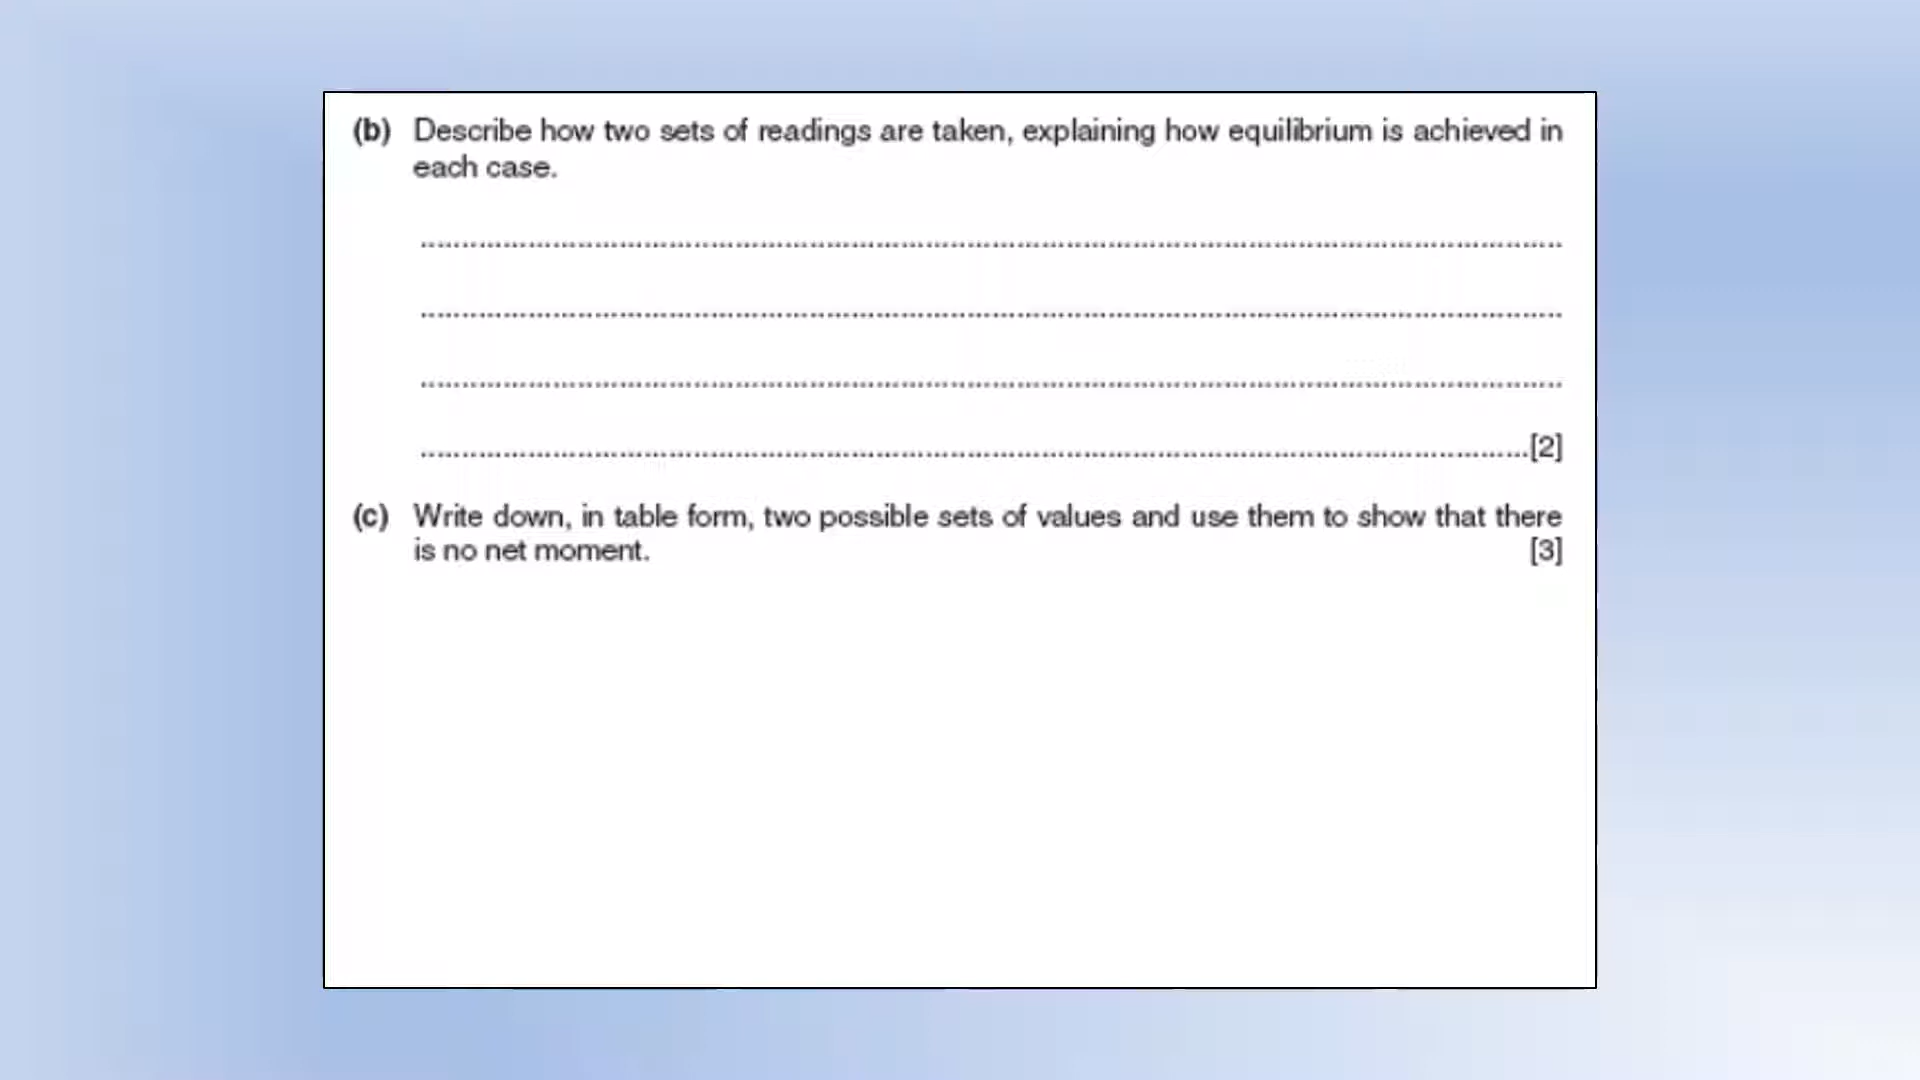 (b) Describe how two sets of readings are taken, explaining how equilibrium is achieved in
each case.
[2]
(c) Write down, in table form, two possible sets of values and use them to show that there
is no net moment. [3]